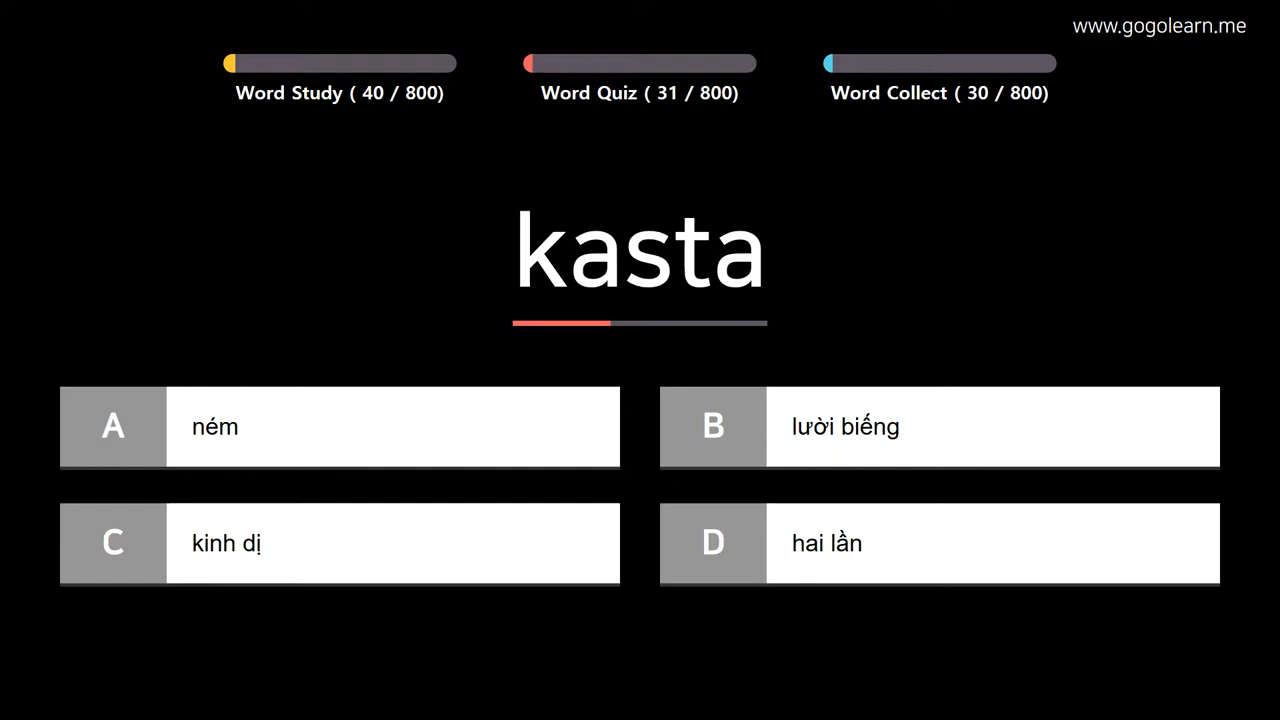 www.gogolearn.me
Word Study ( 40 / 800)
Word Quiz ( 31 / 800)
Word Collect ( 30 / 800)
kasta
A ném
B lười biếng
C kinh dị
D hai lần